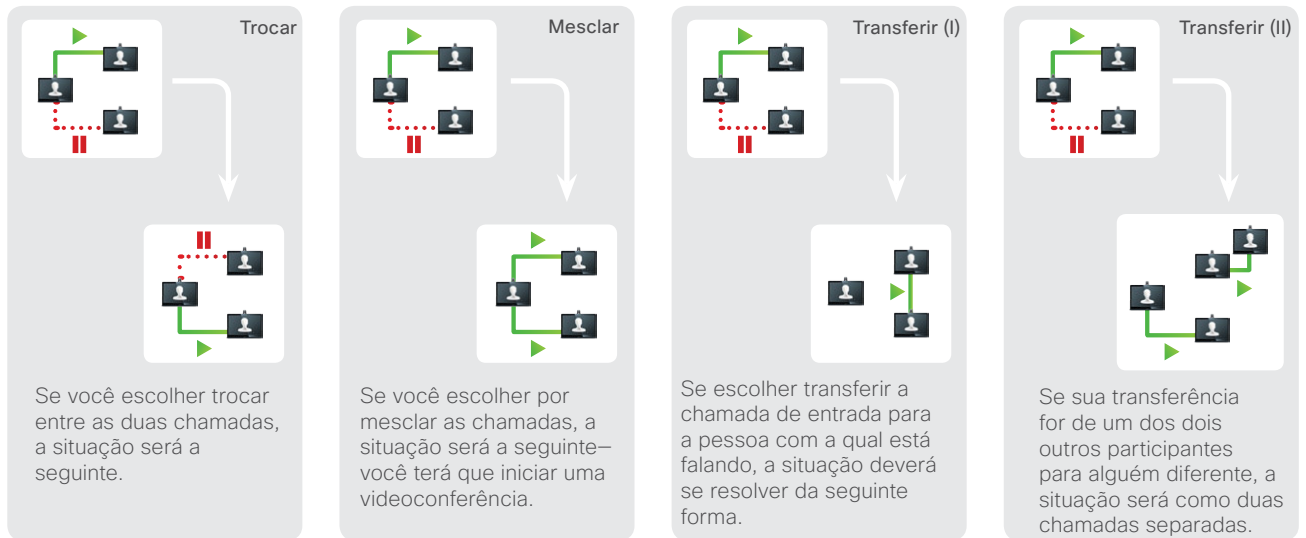 Trocar
Se você escolher trocar
entre as duas chamadas,
a situação será a
seguinte.
Mesclar
Se você escolher por
mesclar as chamadas, a
situação será a seguinte—
você terá que iniciar uma
videoconferência.
Transferir (I)
Se escolher transferir a
chamada de entrada para
a pessoa com a qual está
falando, a situação deverá
se resolver da seguinte
forma.
Transferir (II)
Se sua transferência
for de um dos dois
outros participantes
para alguém diferente, a
situação será como duas
chamadas separadas.